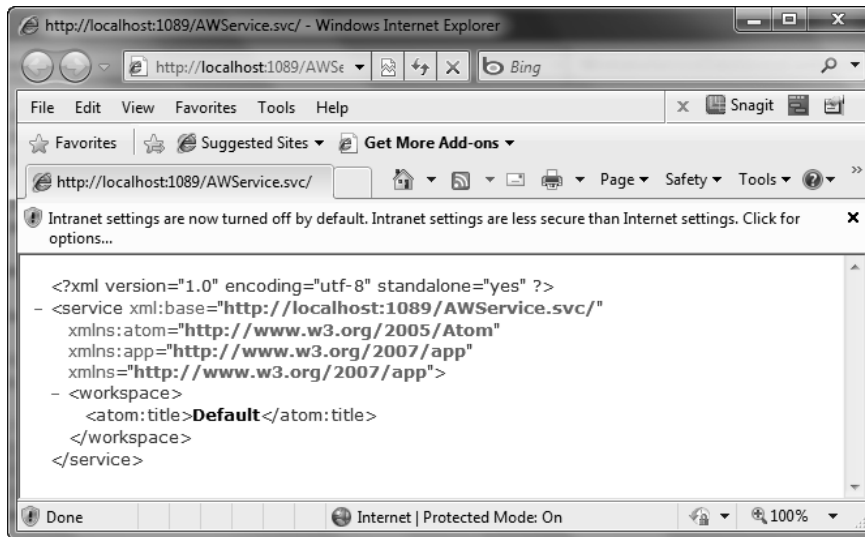 http://localhost:1089/AWService.svc/ - Windows Internet Explorer
http://localhost:1089/AWSe Bing
File Edit View Favorites Tools Help x Snagit
Favorites Suggested Sites Get More Add-ons
http://localhost:1089/AWService.svc/ Page Safety Tools
Intranet settings are now turned off by default. Intranet settings are less secure than Internet settings. Click for
options...
<?xml version="1.0" encoding="utf-8" standalone="yes" ?>
- <service xml:base="http://localhost:1089/AWService.svc/"
xmlns:atom="http://www.w3.org/2005/Atom"
xmlns:app="http://www.w3.org/2007/app"
xmlns="http://www.w3.org/2007/app">
- <workspace>
<atom:title>Default</atom:title>
</workspace>
</service>
Done Internet | Protected Mode: On 100%